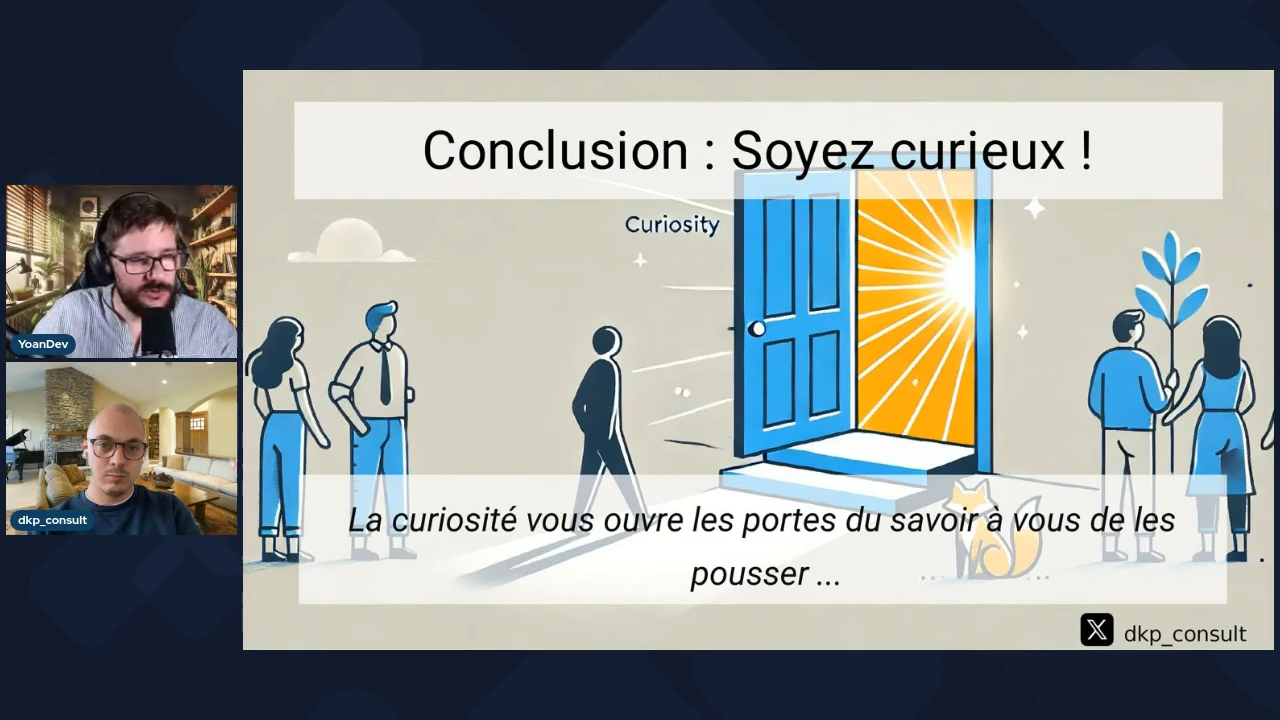 Conclusion : Soyez curieux !
Curiosity
YoanDev
dkp_consult
La curiosité vous ouvre les portes du savoir à vous de les
pousser ...
dkp_consult